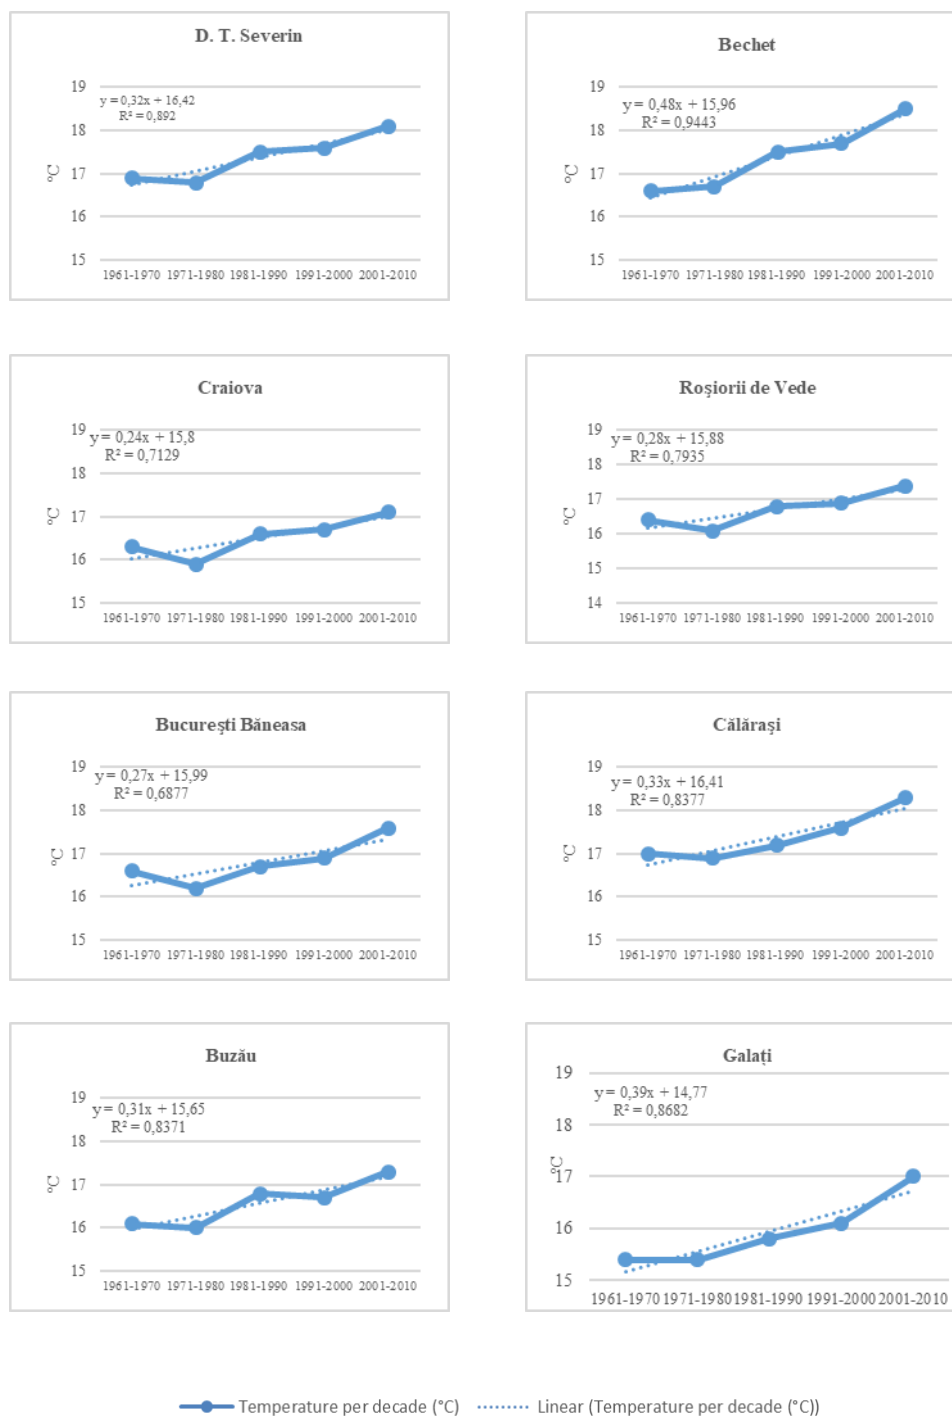 D. T. Severin
y = 0,32x + 16,42
R² = 0,892
19
18
17
16
15
°C
1961-1970 1971-1980 1981-1990 1991-2000 2001-2010
Bechet
y = 0,48x + 15,96
R² = 0,9443
19
18
17
16
15
°C
1961-1970 1971-1980 1981-1990 1991-2000 2001-2010
Craiova
y = 0,24x + 15,8
R² = 0,7129
19
18
17
16
15
°C
1961-1970 1971-1980 1981-1990 1991-2000 2001-2010
Roşiorii de Vede
y = 0,28x + 15,88
R² = 0,7935
19
18
17
16
15
14
°C
1961-1970 1971-1980 1981-1990 1991-2000 2001-2010
Bucureşti Băneasa
y = 0,27x + 15,99
R² = 0,6877
19
18
17
16
15
°C
1961-1970 1971-1980 1981-1990 1991-2000 2001-2010
Călăraşi
y = 0,33x + 16,41
R² = 0,8377
19
18
17
16
15
°C
1961-1970 1971-1980 1981-1990 1991-2000 2001-2010
Buzău
y = 0,31x + 15,65
R² = 0,8371
19
18
17
16
15
°C
1961-1970 1971-1980 1981-1990 1991-2000 2001-2010
Galați
y = 0,39x + 14,77
R² = 0,8682
19
18
17
16
15
°C
1961-1970 1971-1980 1981-1990 1991-2000 2001-2010
Temperature per decade (°C)
Linear (Temperature per decade (°C))